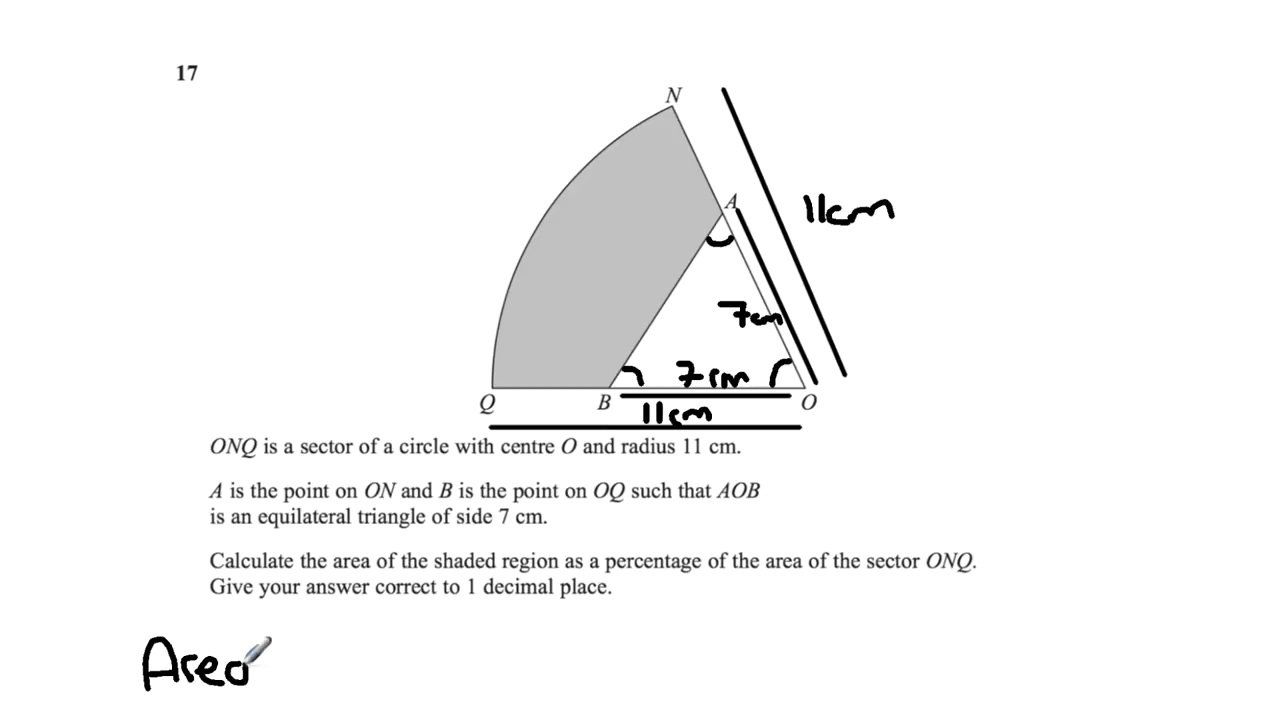 17
N
A
11cm
7cm
7cm
Q
B
O
11cm
ONQ is a sector of a circle with centre O and radius 11 cm.
A is the point on ON and B is the point on OQ such that AOB
is an equilateral triangle of side 7 cm.
Calculate the area of the shaded region as a percentage of the area of the sector ONQ.
Give your answer correct to 1 decimal place.
Area